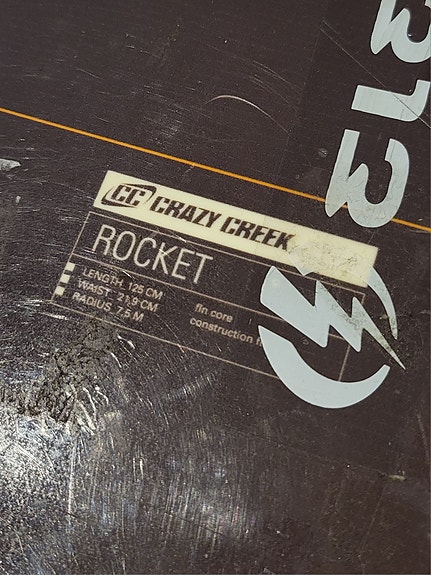 CC CRAZY CREEK
ROCKET
LENGTH 125 CM
WAIST 21,9 CM
RADIUS 7,5 M
fin core
construction